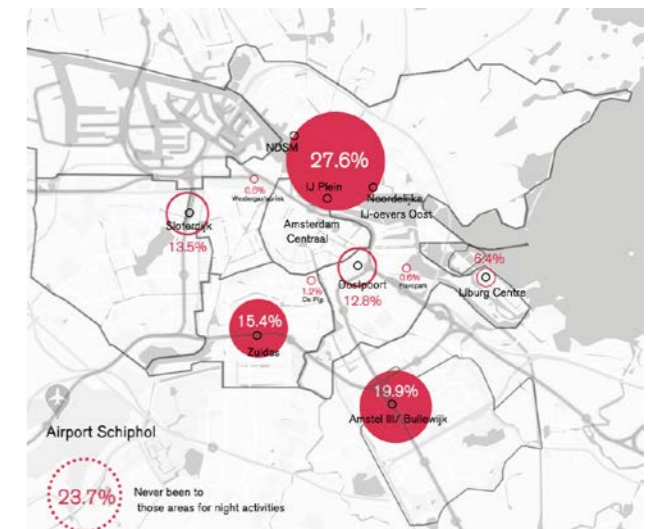 NDSM
27.6%
IJ Plein
Noordelijke
IJ-oevers Oost
0.6%
Westergasfabriek
Sloterdijk
13.5%
Amsterdam
Centraal
6.4%
IJburg Centre
Oostpoort
12.8%
0.6%
Flevopark
1.2%
De Pijp
15.4%
Zuidas
19.9%
Amstel III/ Bullewijk
Airport Schiphol
23.7%
Never been to
those areas for night activities